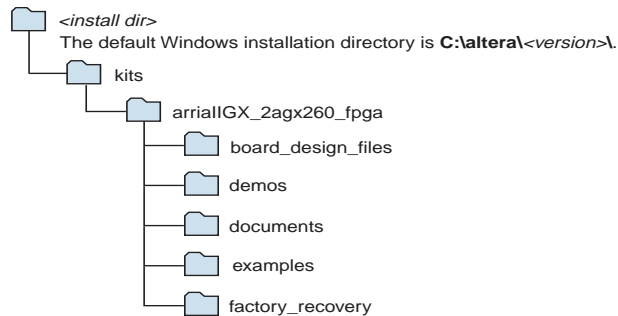 <install dir>
The default Windows installation directory is C:\altera\<version>\.
kits
arriaIIGX_2agx260_fpga
board_design_files
demos
documents
examples
factory_recovery